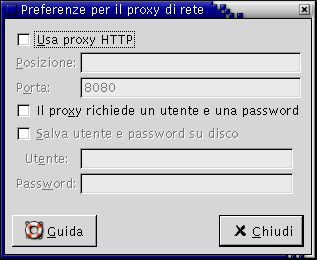 Preferenze per il proxy di rete
Usa proxy HTTP
Posizione:
Porta: 8080
Il proxy richiede un utente e una password
Salva utente e password su disco
Utente:
Password:
Guida
Chiudi